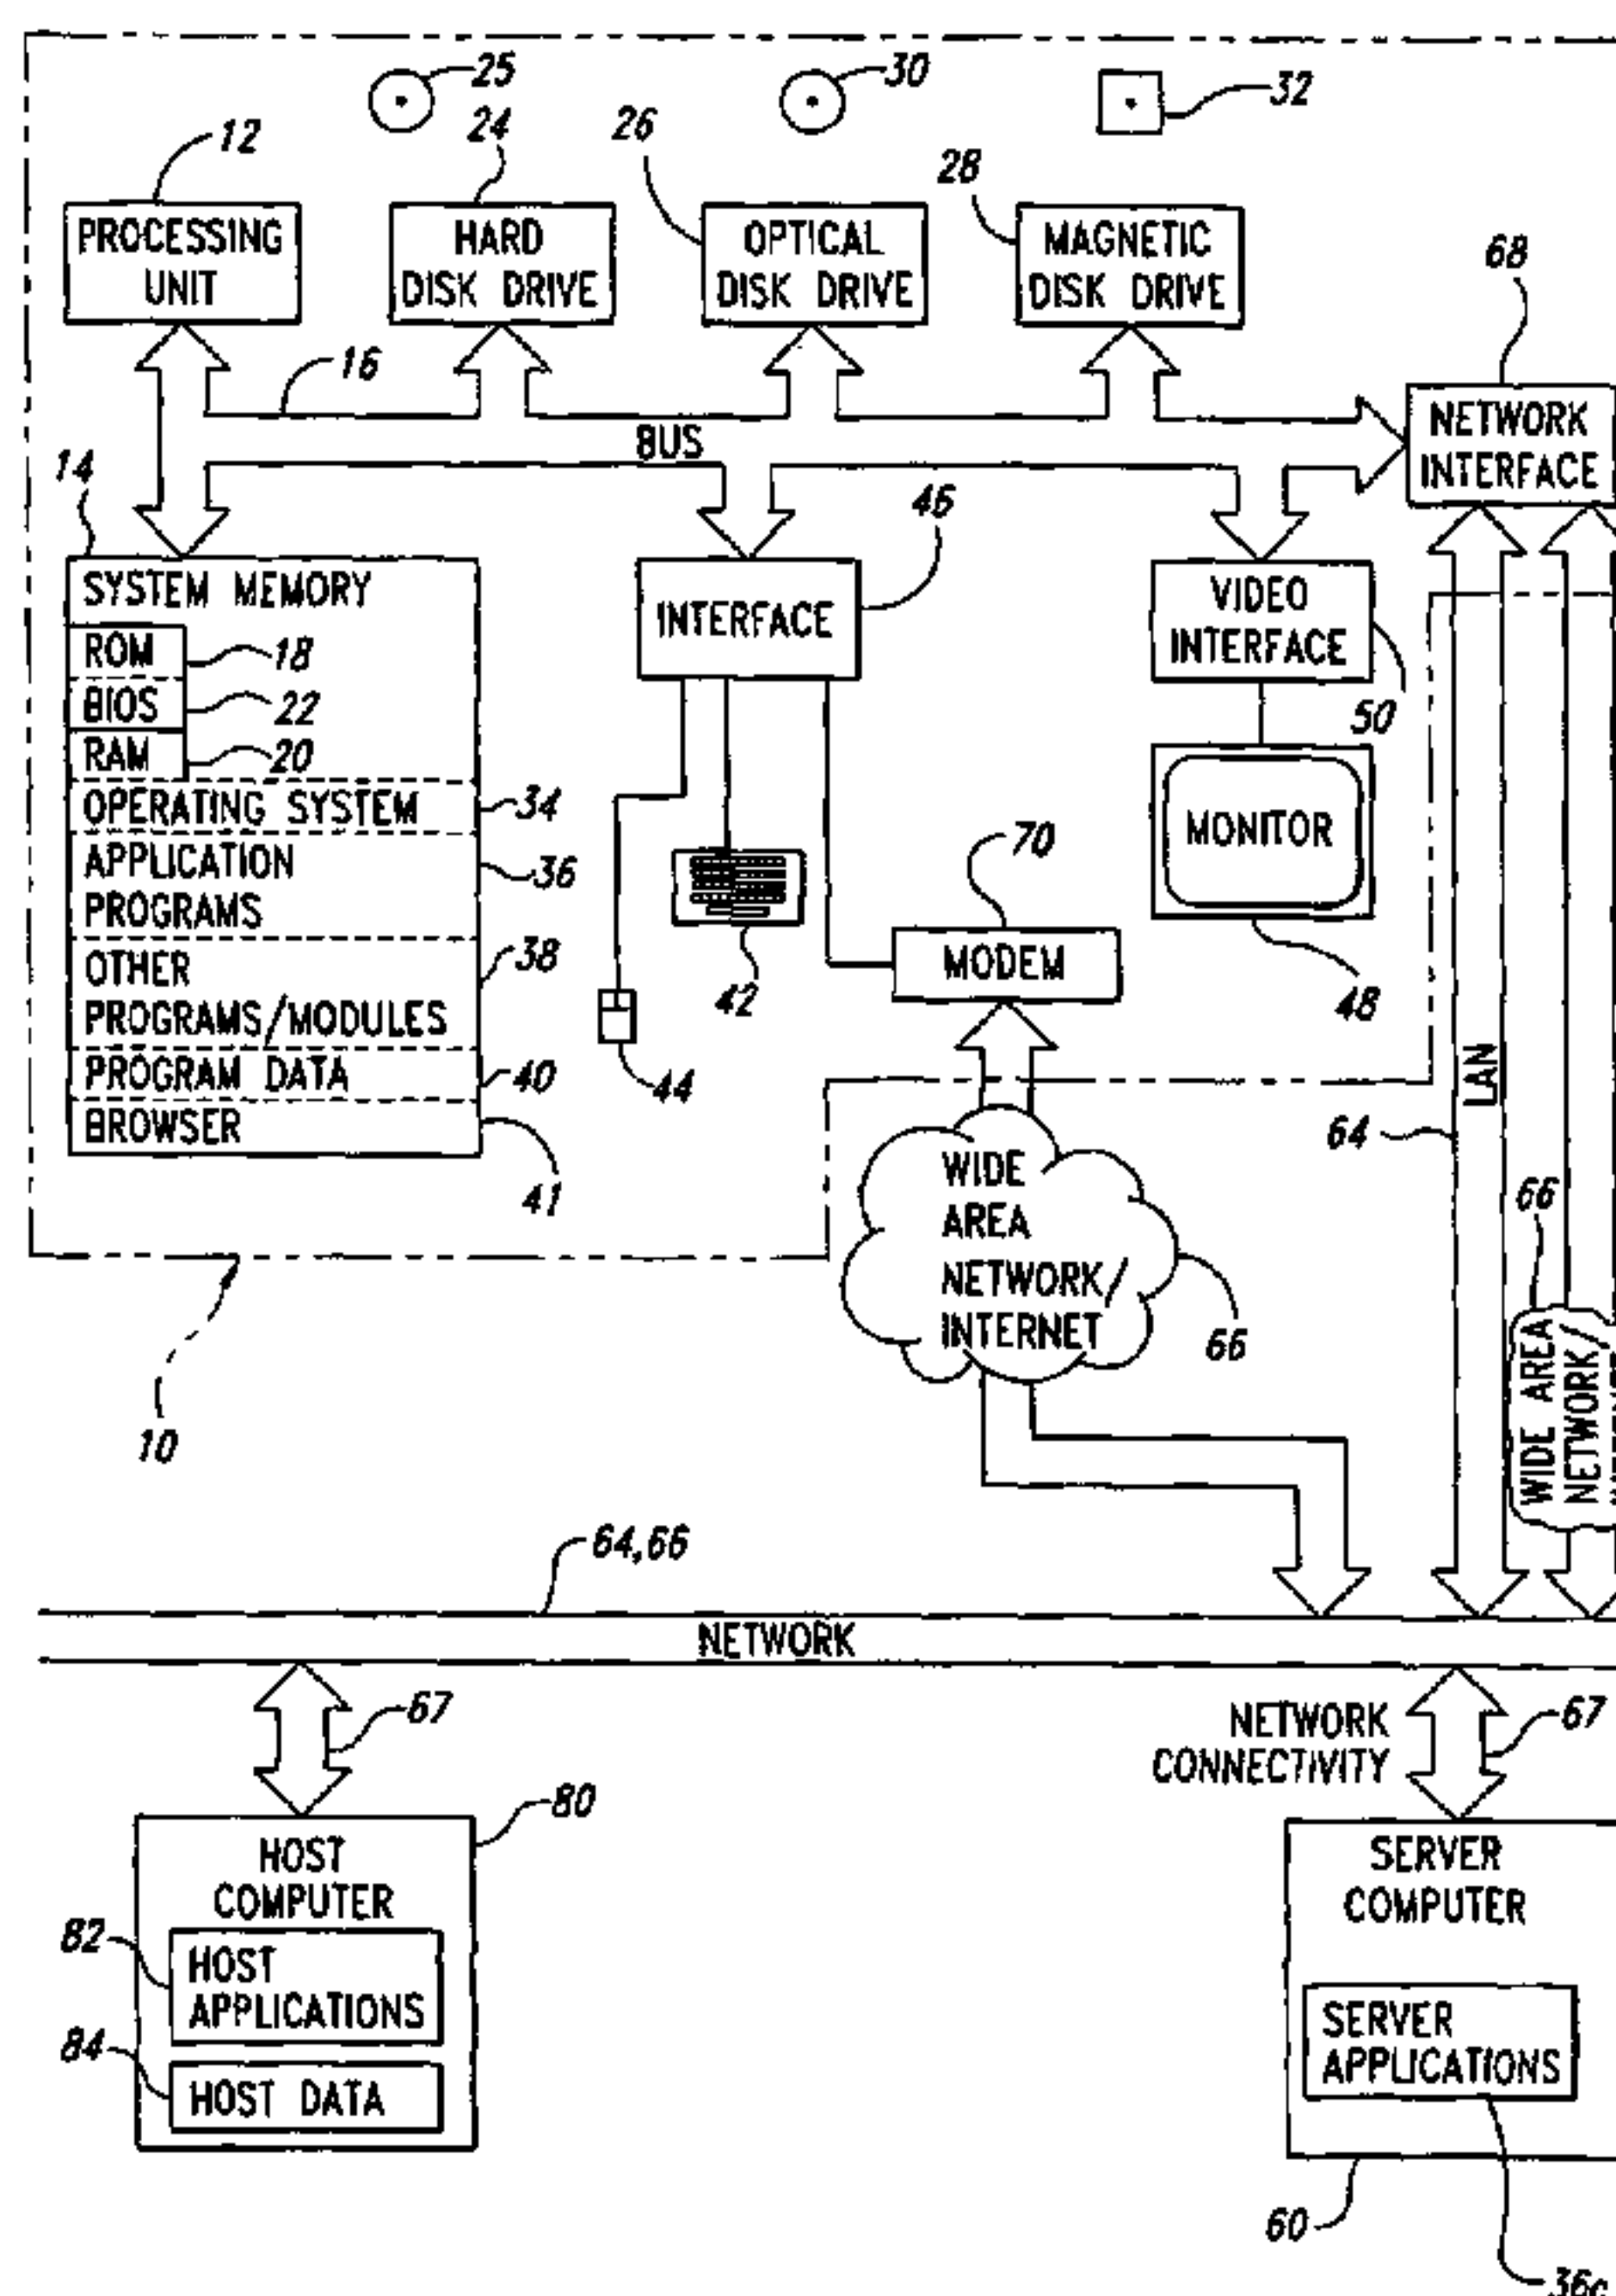 25
30
32
12
24
26
28
PROCESSING
UNIT
HARD
DISK DRIVE
OPTICAL
DISK DRIVE
MAGNETIC
DISK DRIVE
68
16
BUS
NETWORK
INTERFACE
14
46
SYSTEM MEMORY
ROM
18
BIOS
22
RAM
20
OPERATING SYSTEM
34
APPLICATION
PROGRAMS
36
OTHER
PROGRAMS/MODULES
38
PROGRAM DATA
40
BROWSER
41
INTERFACE
VIDEO
INTERFACE
50
MONITOR
48
70
MODEM
42
44
LAN
64
66
WIDE
AREA
NETWORK/
INTERNET
66
WIDE AREA
NETWORK/
10
64,66
NETWORK
67
NETWORK
CONNECTIVITY
67
80
HOST
COMPUTER
82
HOST
APPLICATIONS
84
HOST DATA
SERVER
COMPUTER
SERVER
APPLICATIONS
60